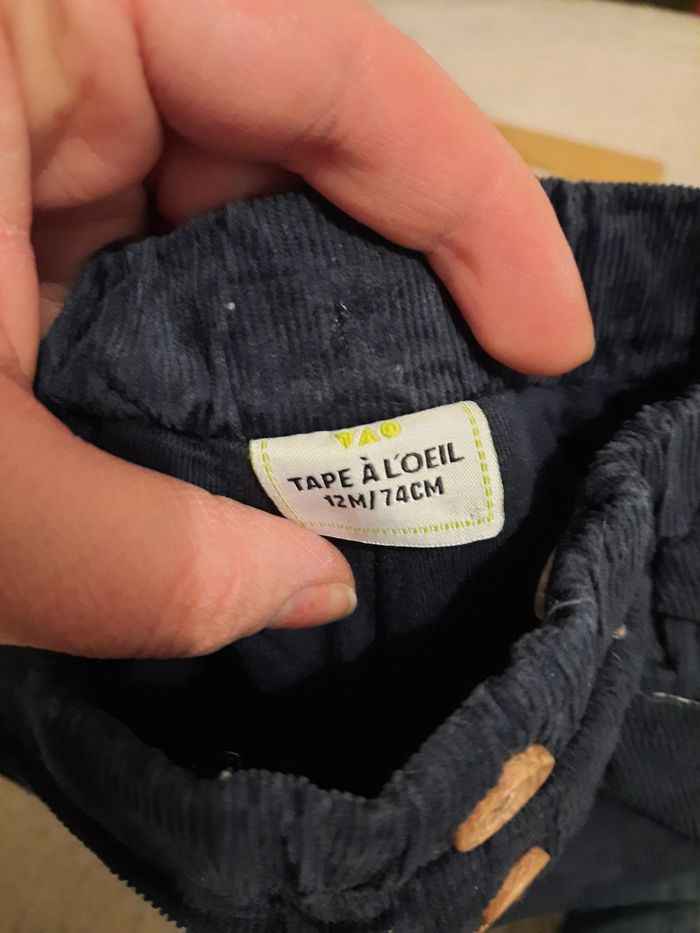 TAO
TAPE À L'OEIL
12M/74CM